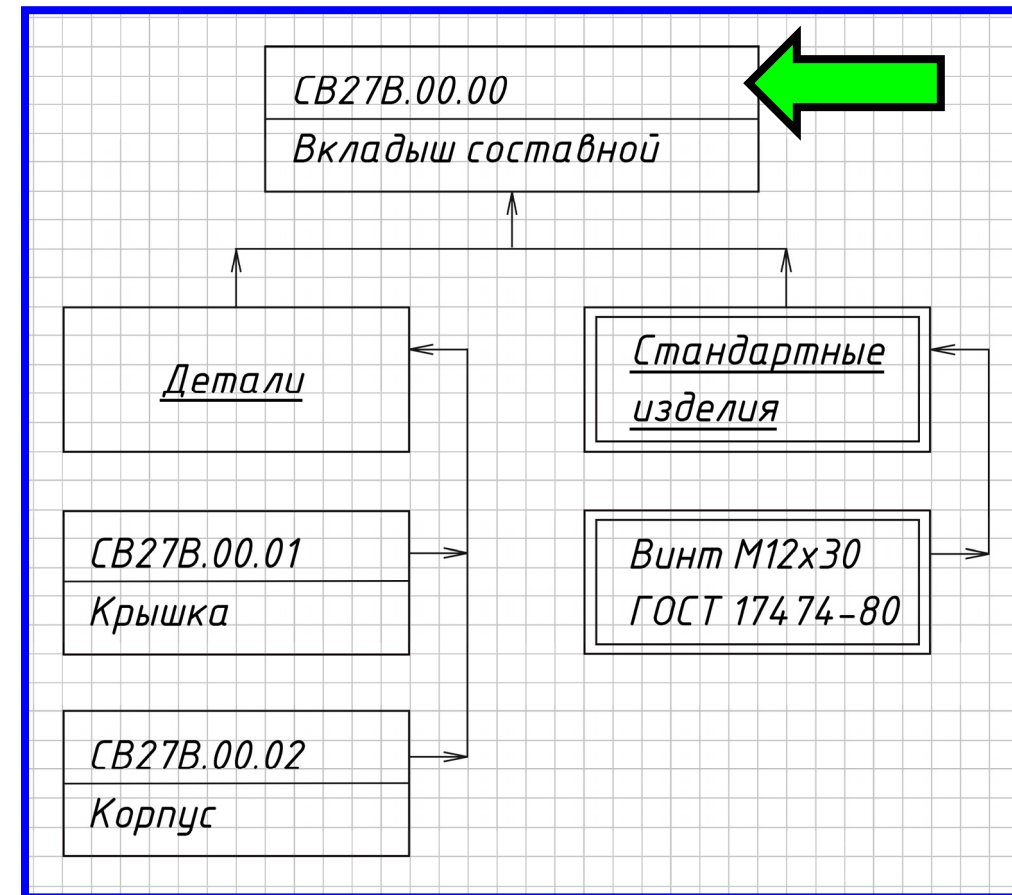 СВ27В.00.00
Вкладыш составной
Детали
Стандартные
изделия
СВ27В.00.01
Крышка
Винт М12х30
ГОСТ 17474-80
СВ27В.00.02
Корпус